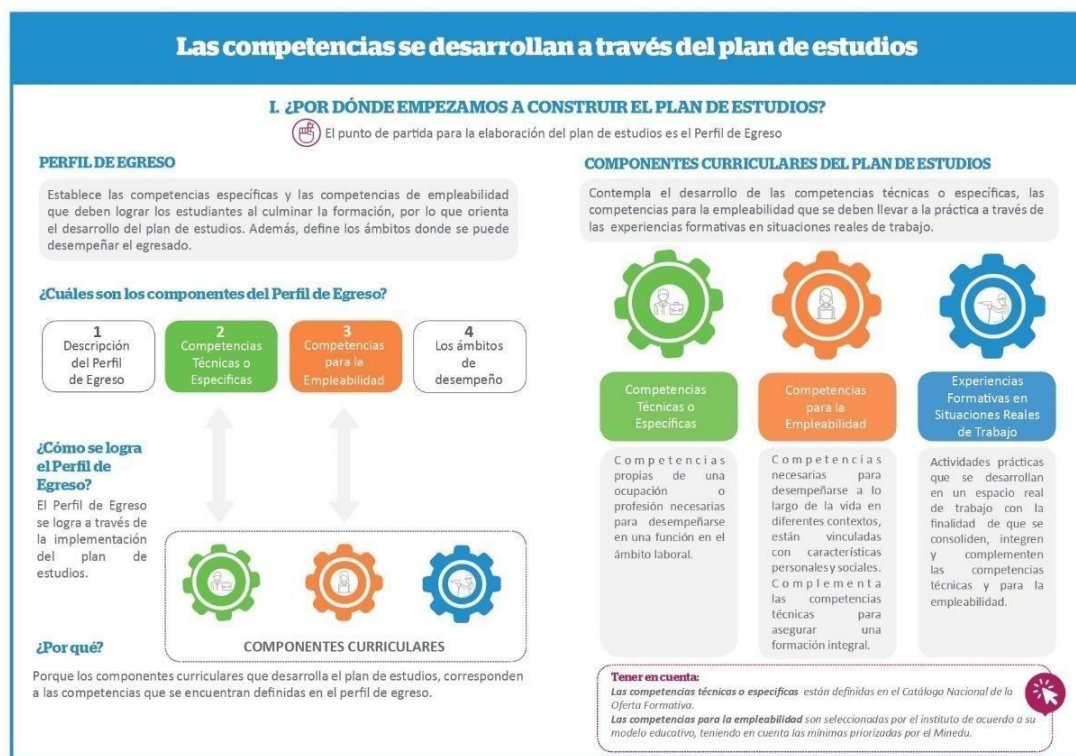 Las competencias se desarrollan a través del plan de estudios
I. ¿POR DÓNDE EMPEZAMOS A CONSTRUIR EL PLAN DE ESTUDIOS?
El punto de partida para la elaboración del plan de estudios es el Perfil de Egreso
PERFIL DE EGRESO
Establece las competencias específicas y las competencias de empleabilidad
que deben lograr los estudiantes al culminar la formación, por lo que orienta
el desarrollo del plan de estudios. Además, define los ámbitos donde se puede
desempeñar el egresado.
¿Cuáles son los componentes del Perfil de Egreso?
1
Descripción
del Perfil
de Egreso
2
Competencias
Técnicas o
Especificas
3
Competencias
para la
Empleabilidad
4
Los ámbitos
de
desempeño
¿Cómo se logra
el Perfil de
Egreso?
El Perfil de Egreso
se logra a través de
la implementación
del plan de
estudios.
COMPONENTES CURRICULARES
¿Por qué?
Porque los componentes curriculares que desarrolla el plan de estudios, corresponden
a las competencias que se encuentran definidas en el perfil de egreso.
COMPONENTES CURRICULARES DEL PLAN DE ESTUDIOS
Contempla el desarrollo de las competencias técnicas o específicas, las
competencias para la empleabilidad que se deben llevar a la práctica a través de
las experiencias formativas en situaciones reales de trabajo.
Competencias
Técnicas o
Específicas
Competencias
propias de una
ocupación o
profesión necesarias
para desempeñarse
en una función en el
ámbito laboral.
Competencias
para la
Empleabilidad
Competencias
necesarias para
desempeñarse a lo
largo de la vida en
diferentes contextos,
están vinculadas
con características
personales y sociales.
Complementa
las competencias
técnicas para
asegurar una
formación integral.
Experiencias
Formativas en
Situaciones Reales
de Trabajo
Actividades prácticas
que se desarrollan
en un espacio real
de trabajo con la
finalidad de que se
consoliden, integren
y complementen
las competencias
técnicas y para la
empleabilidad.
Tener en cuenta:
Las competencias técnicas o especificas están definidas en el Catálogo Nacional de la
Oferta Formativa.
Las competencias para la empleabilidad son seleccionadas por el instituto de acuerdo a su
modelo educativo, teniendo en cuenta las mínimas priorizadas por el Minedu.